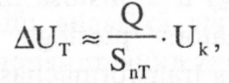 ΔU_T ≈ Q / S_nT · U_k,